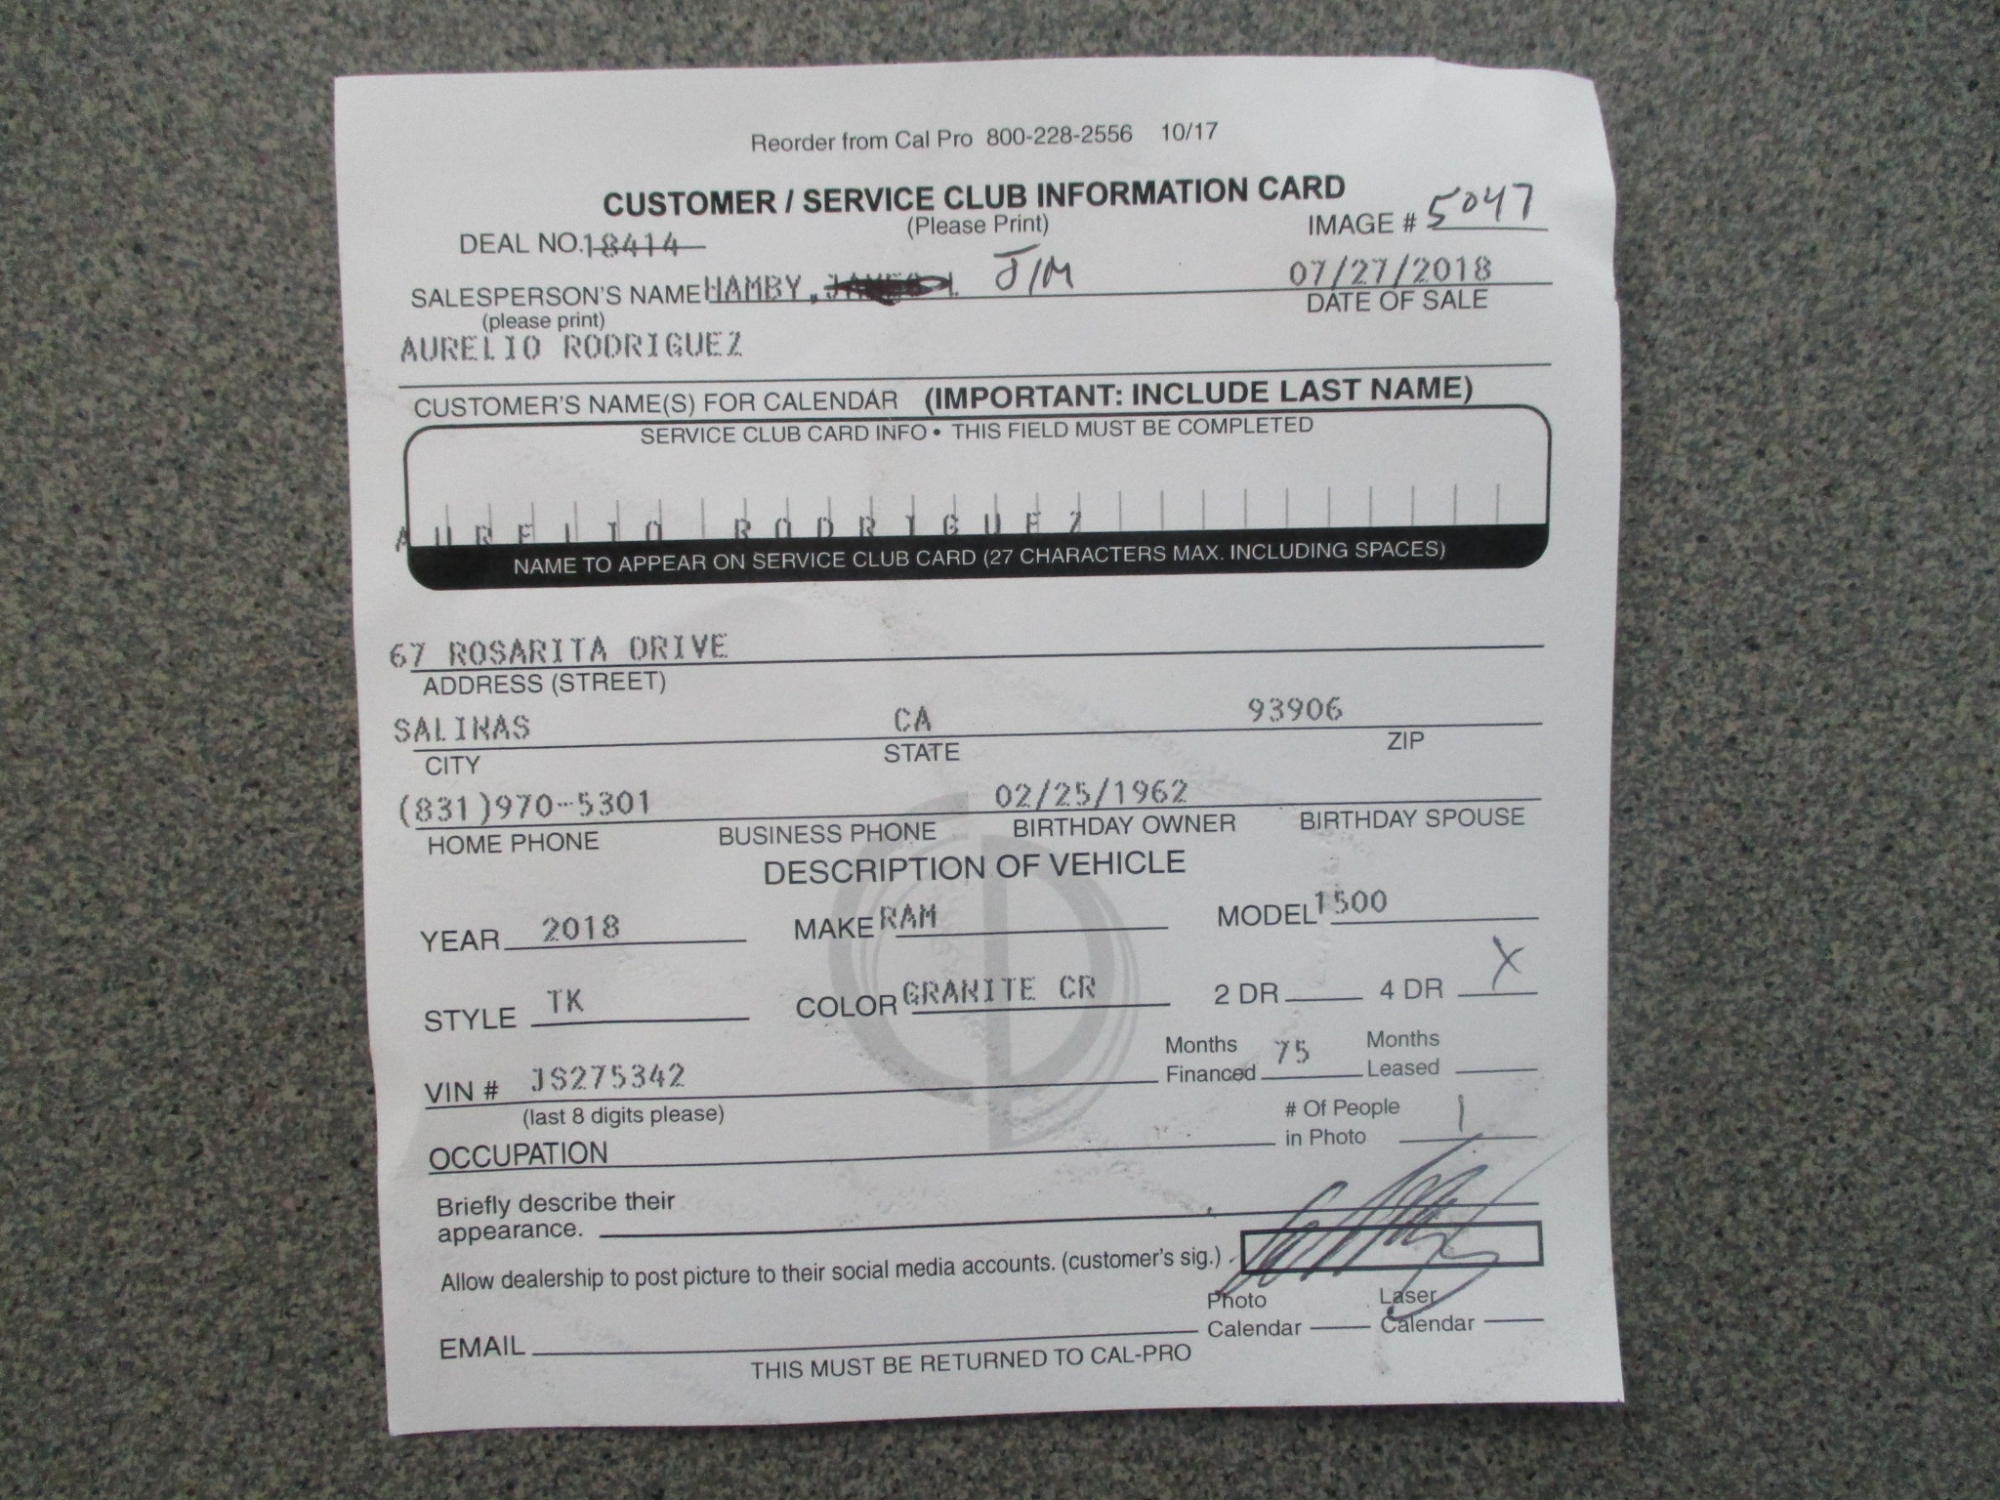 Reorder from Cal Pro 800-228-2556 10/17
CUSTOMER / SERVICE CLUB INFORMATION CARD
(Please Print)
IMAGE # 5047
DEAL NO. 18414
SALESPERSON'S NAME HAMBY, JIM
(please print)
07/27/2018
DATE OF SALE
AURELIO RODRIGUEZ
CUSTOMER'S NAME(S) FOR CALENDAR (IMPORTANT: INCLUDE LAST NAME)
SERVICE CLUB CARD INFO • THIS FIELD MUST BE COMPLETED
AURELIO RODRIGUEZ
NAME TO APPEAR ON SERVICE CLUB CARD (27 CHARACTERS MAX. INCLUDING SPACES)
67 ROSARITA DRIVE
ADDRESS (STREET)
SALINAS CA 93906
CITY STATE ZIP
(831)970-5301 02/25/1962
HOME PHONE BUSINESS PHONE BIRTHDAY OWNER BIRTHDAY SPOUSE
DESCRIPTION OF VEHICLE
YEAR 2018 MAKE RAM MODEL 1500
STYLE TK COLOR GRANITE CR 2 DR 4 DR X
VIN # JS275342
(last 8 digits please)
Months Financed 75 Months Leased
OCCUPATION
# Of People in Photo 1
Briefly describe their
appearance.
Allow dealership to post picture to their social media accounts. (customer's sig.)
Photo Calendar Laser Calendar
EMAIL
THIS MUST BE RETURNED TO CAL-PRO